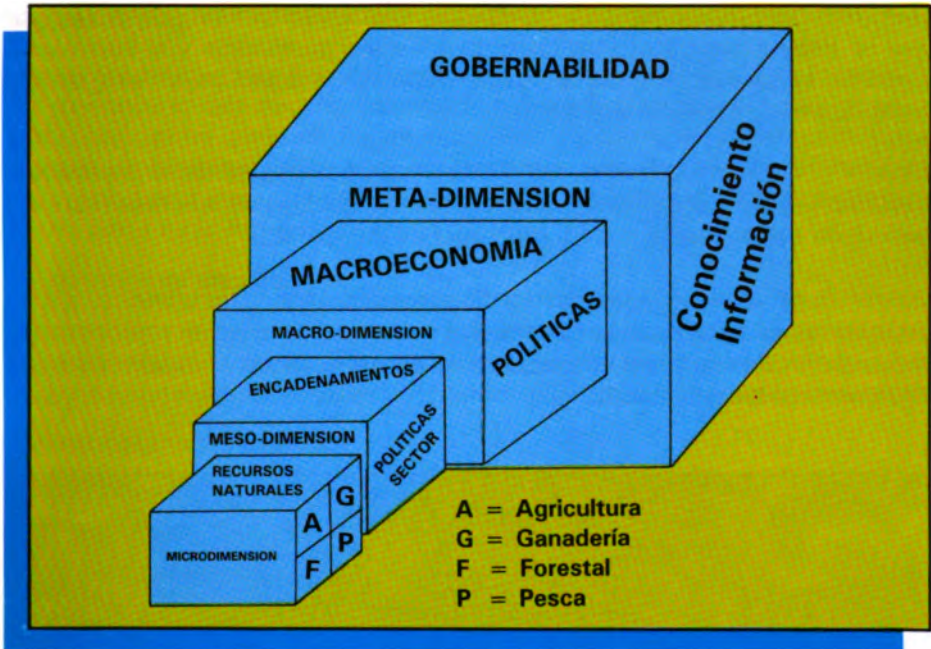 GOBERNABILIDAD
META-DIMENSION
Conocimiento
Información
MACROECONOMIA
MACRO-DIMENSION
POLITICAS
ENCADENAMIENTOS
MESO-DIMENSION
POLITICAS
SECTOR
RECURSOS
NATURALES
MICRODIMENSION
A G
F P
A = Agricultura
G = Ganadería
F = Forestal
P = Pesca